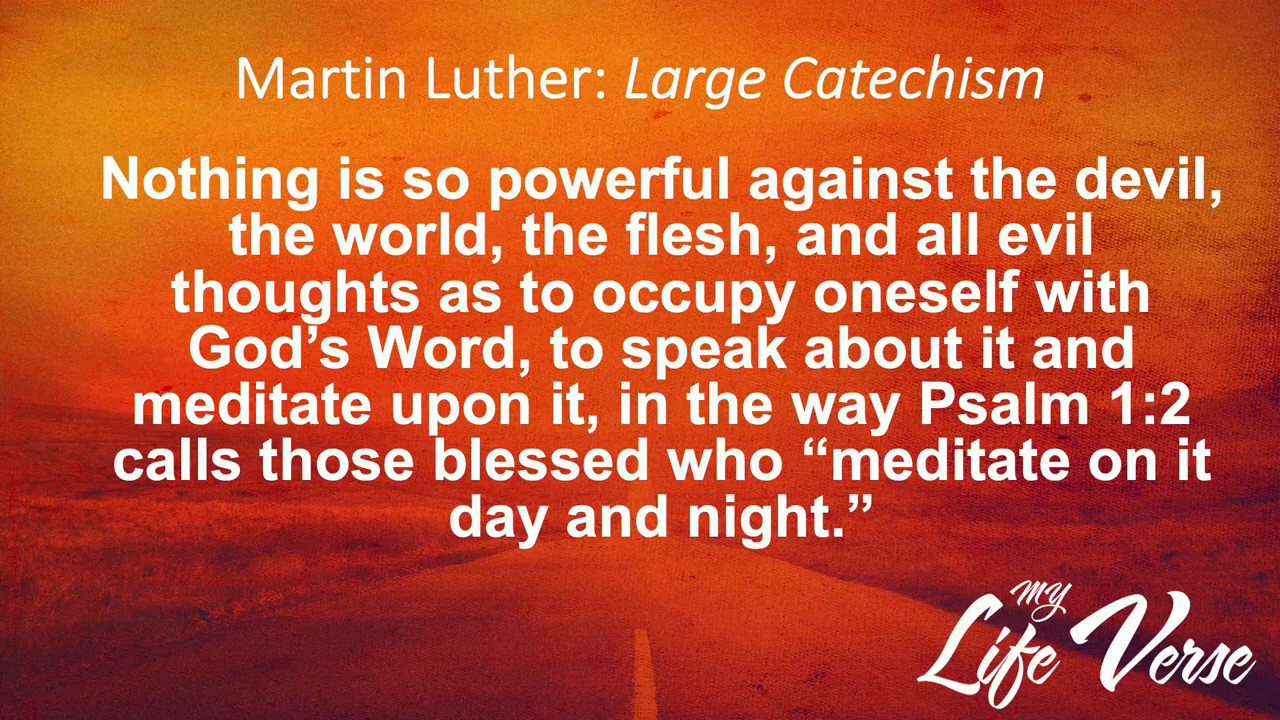 Martin Luther: Large Catechism
Nothing is so powerful against the devil,
the world, the flesh, and all evil
thoughts as to occupy oneself with
God’s Word, to speak about it and
meditate upon it, in the way Psalm 1:2
calls those blessed who “meditate on it
day and night.”
My
Life Verse